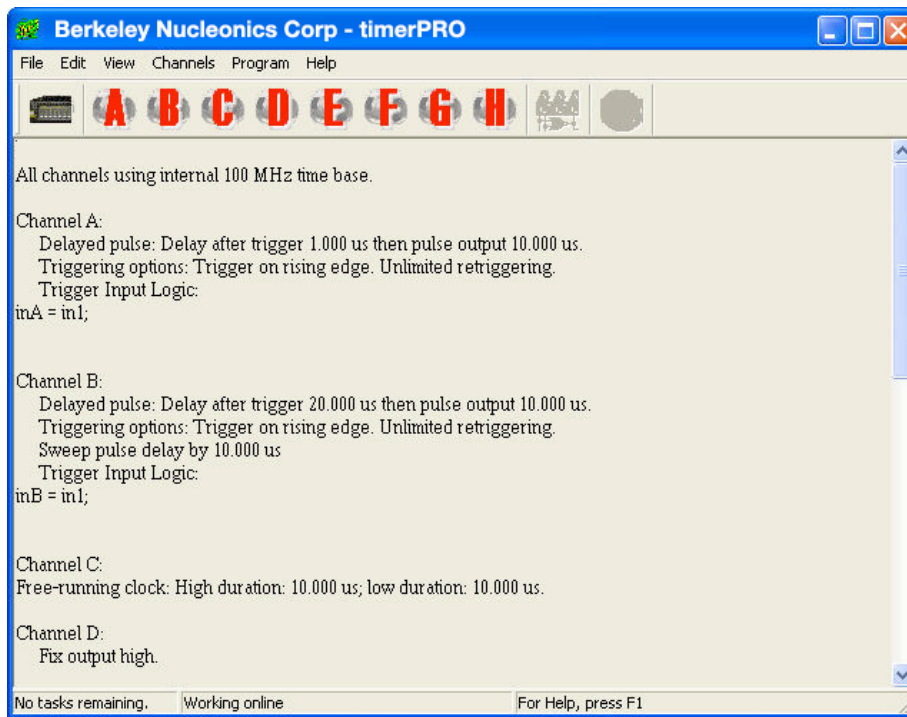 Berkeley Nucleonics Corp - timerPRO
File Edit View Channels Program Help
A B C D E F G H
All channels using internal 100 MHz time base.
Channel A:
Delayed pulse: Delay after trigger 1.000 us then pulse output 10.000 us.
Triggering options: Trigger on rising edge. Unlimited retriggering.
Trigger Input Logic:
inA = in1;
Channel B:
Delayed pulse: Delay after trigger 20.000 us then pulse output 10.000 us.
Triggering options: Trigger on rising edge. Unlimited retriggering.
Sweep pulse delay by 10.000 us
Trigger Input Logic:
inB = in1;
Channel C:
Free-running clock: High duration: 10.000 us; low duration: 10.000 us.
Channel D:
Fix output high.
No tasks remaining. Working online For Help, press F1